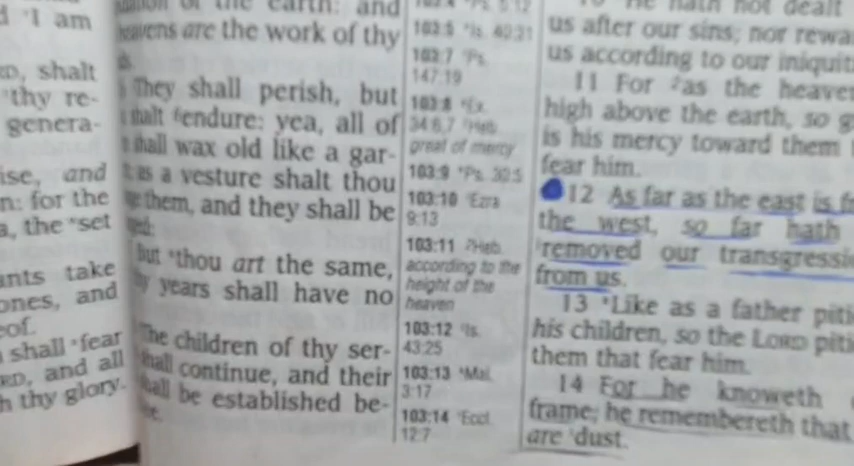 'I am
shalt
'thy re-
genera-
ise, and
n: for the
a, the "set
ants take
ones, and
eof.
shall fear
and all
h thy glory.
of the earth: and
are the work of thy
They shall perish, but
shalt endure: yea, all of
shall wax old like a gar-
as a vesture shalt thou
them, and they shall be
but thou art the same,
years shall have no
The children of thy ser-
shall continue, and their
shall be established be-
103:5 Is. 40:31
103:7 Ps.
147:19
103:8 Ex.
34:6,7 Heb.
great of mercy
103:9 Ps. 30:5
103:10 Ezra
9:13
103:11 Heb.
according to the
height of the
heaven
103:12 Is.
43:25
103:13 Mal.
3:17
103:14 Eccl.
12:7
He hath not dealt
us after our sins; nor rewa
us according to our iniquiti
11 For as the heave
high above the earth, so g
is his mercy toward them
fear him.
12 As far as the east is f
the west, so far hath
removed our transgressi
from us.
13 Like as a father piti
his children, so the LORD piti
them that fear him.
14 For he knoweth
frame; he remembereth that
are dust.